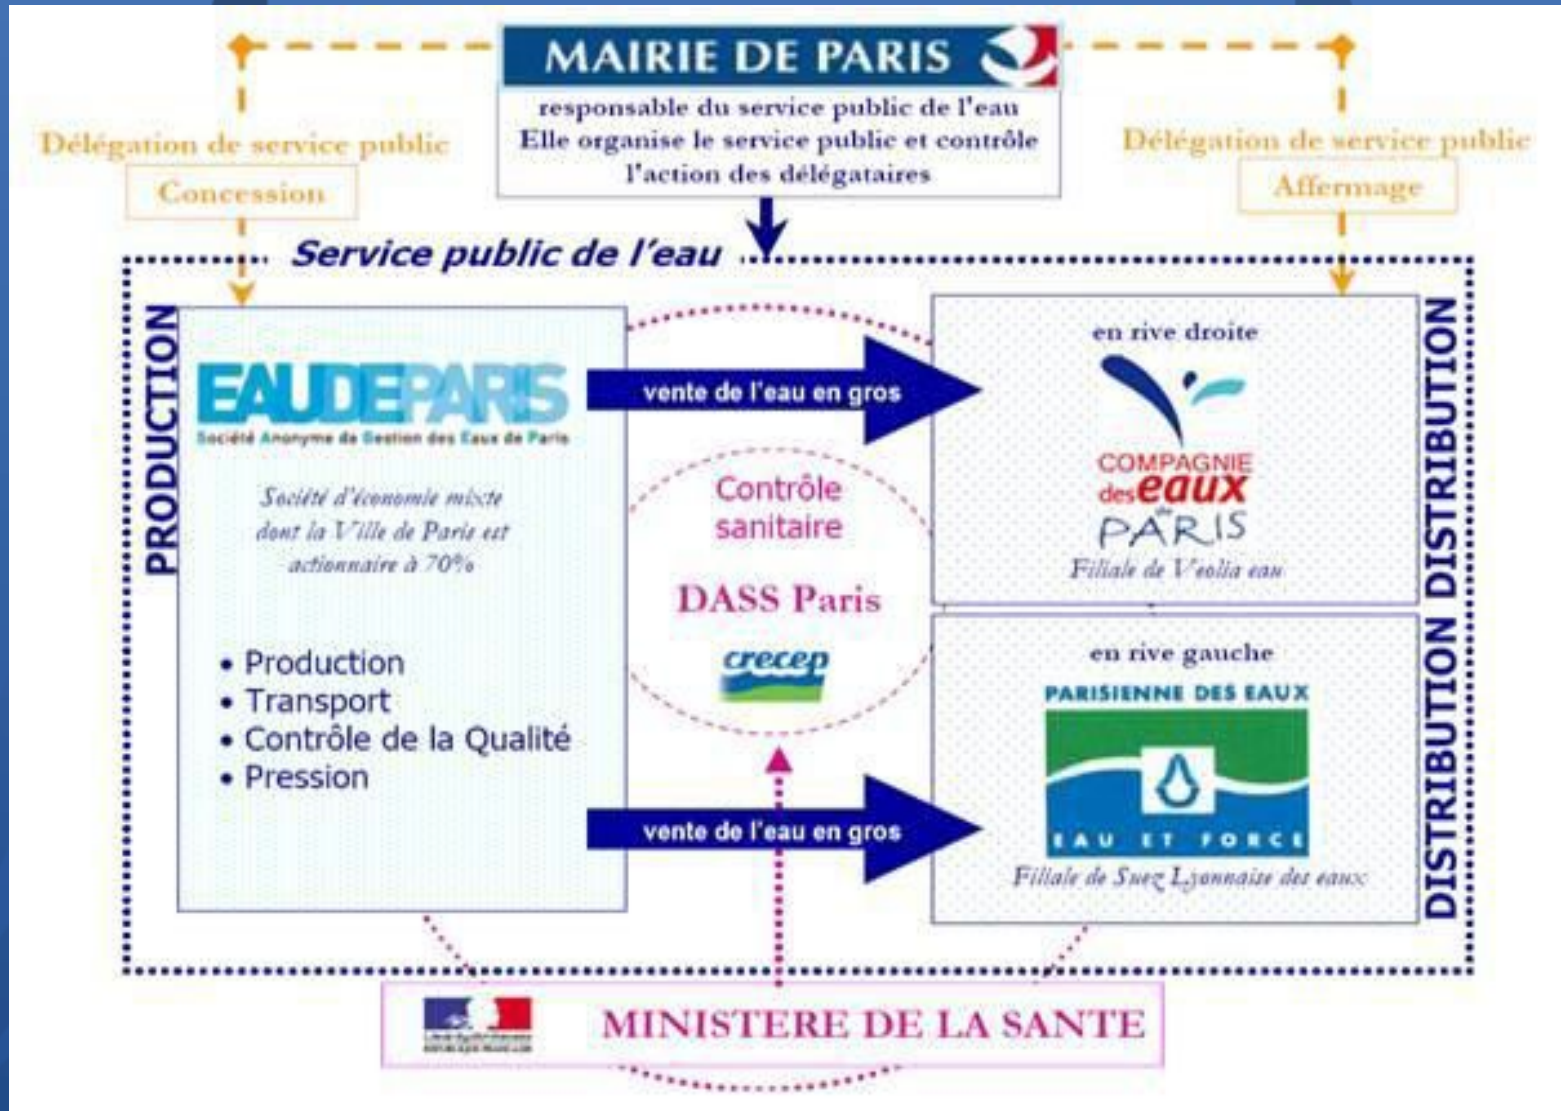 MAIRIE DE PARIS
responsable du service public de l'eau
Elle organise le service public et contrôle
l'action des délégataires
Délégation de service public
Concession
Délégation de service public
Affermage
Service public de l'eau
PRODUCTION
EAUDEPARIS
Société Anonyme de Gestion des Eaux de Paris
Société d'économie mixte
dont la Ville de Paris est
actionnaire à 70%
• Production
• Transport
• Contrôle de la Qualité
• Pression
vente de l'eau en gros
Contrôle
sanitaire
DASS Paris
crecep
vente de l'eau en gros
DISTRIBUTION
en rive droite
COMPAGNIE
des eaux
de
PARIS
Filiale de Veolia eau
DISTRIBUTION
en rive gauche
PARISIENNE DES EAUX
EAU ET FORCE
Filiale de Suez Lyonnaise des eaux
MINISTERE DE LA SANTE